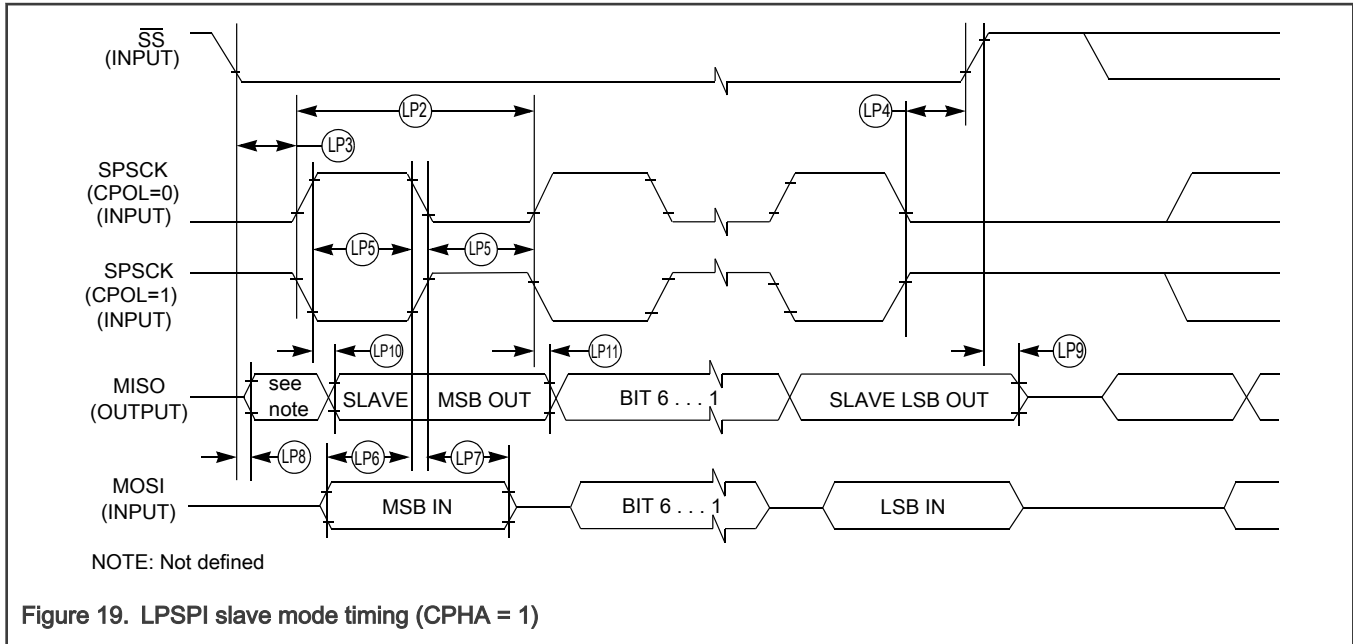 SS
(INPUT)
LP2
LP4
LP3
SPSCK
(CPOL=0)
(INPUT)
LP5
LP5
SPSCK
(CPOL=1)
(INPUT)
LP10
LP11
LP9
MISO
(OUTPUT)
see
note
SLAVE
MSB OUT
BIT 6 . . . 1
SLAVE LSB OUT
LP8
LP6
LP7
MOSI
(INPUT)
MSB IN
BIT 6 . . . 1
LSB IN
NOTE: Not defined
Figure 19. LPSPI slave mode timing (CPHA = 1)